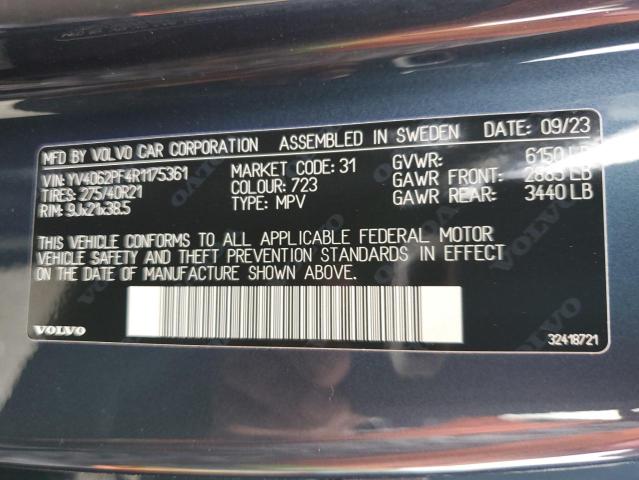 MFD BY VOLVO CAR CORPORATION ASSEMBLED IN SWEDEN DATE: 09/23
VIN: YV4062PF4R1175361 MARKET CODE: 31 GVWR: 6150 LB
TIRES: 275/40R21 COLOUR: 723 GAWR FRONT: 2885 LB
RIM: 9Jx21x38.5 TYPE: MPV GAWR REAR: 3440 LB
THIS VEHICLE CONFORMS TO ALL APPLICABLE FEDERAL MOTOR
VEHICLE SAFETY AND THEFT PREVENTION STANDARDS IN EFFECT
ON THE DATE OF MANUFACTURE SHOWN ABOVE.
VOLVO 32418721